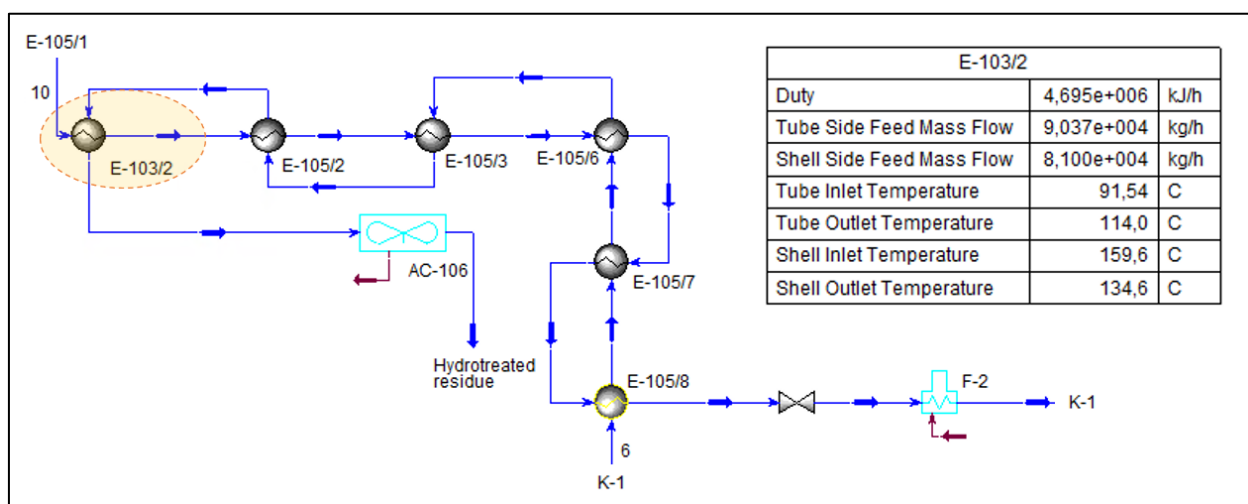 E-105/1
10
E-103/2
E-105/2
E-105/3
E-105/6
AC-106
E-105/7
Hydrotreated
residue
E-105/8
6
K-1
F-2
K-1
E-103/2
Duty 4,695e+006 kJ/h
Tube Side Feed Mass Flow 9,037e+004 kg/h
Shell Side Feed Mass Flow 8,100e+004 kg/h
Tube Inlet Temperature 91,54 C
Tube Outlet Temperature 114,0 C
Shell Inlet Temperature 159,6 C
Shell Outlet Temperature 134,6 C